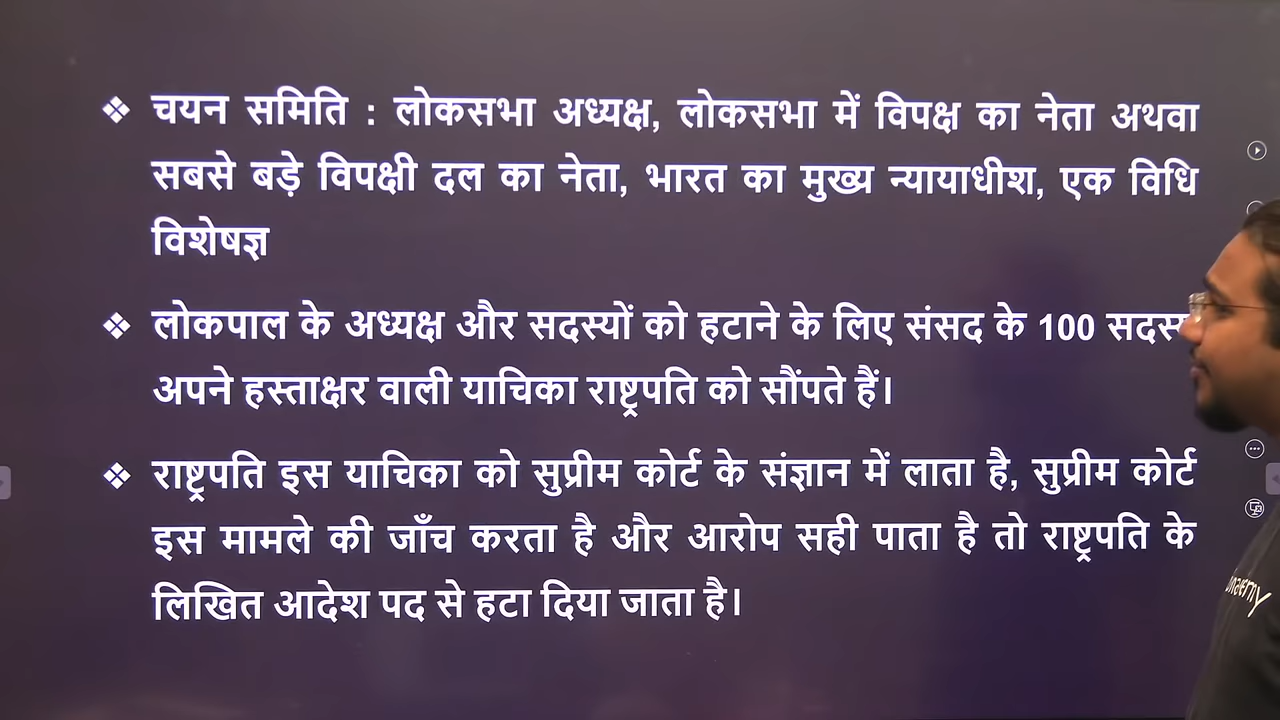 ❖ चयन समिति : लोकसभा अध्यक्ष, लोकसभा में विपक्ष का नेता अथवा
सबसे बड़े विपक्षी दल का नेता, भारत का मुख्य न्यायाधीश, एक विधि
विशेषज्ञ
❖ लोकपाल के अध्यक्ष और सदस्यों को हटाने के लिए संसद के 100
अपने हस्ताक्षर वाली याचिका राष्ट्रपति को सौंपते हैं।
❖ राष्ट्रपति इस याचिका को सुप्रीम कोर्ट के संज्ञान में लाता है, सुप्रीम कोर्ट
इस मामले की जाँच करता है और आरोप सही पाता है तो राष्ट्रपति के
लिखित आदेश पद से हटा दिया जाता है।